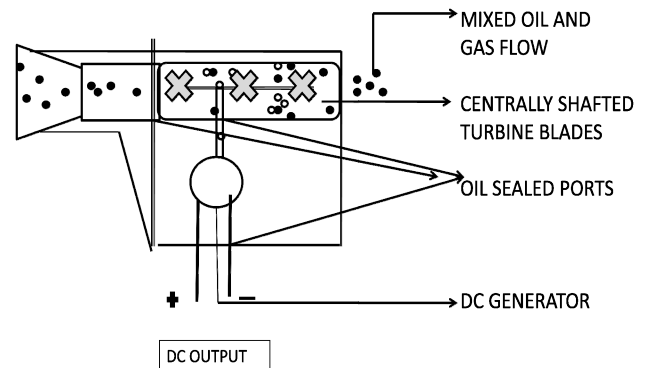 MIXED OIL AND
GAS FLOW
CENTRALLY SHAFTED
TURBINE BLADES
OIL SEALED PORTS
+ −
DC GENERATOR
DC OUTPUT